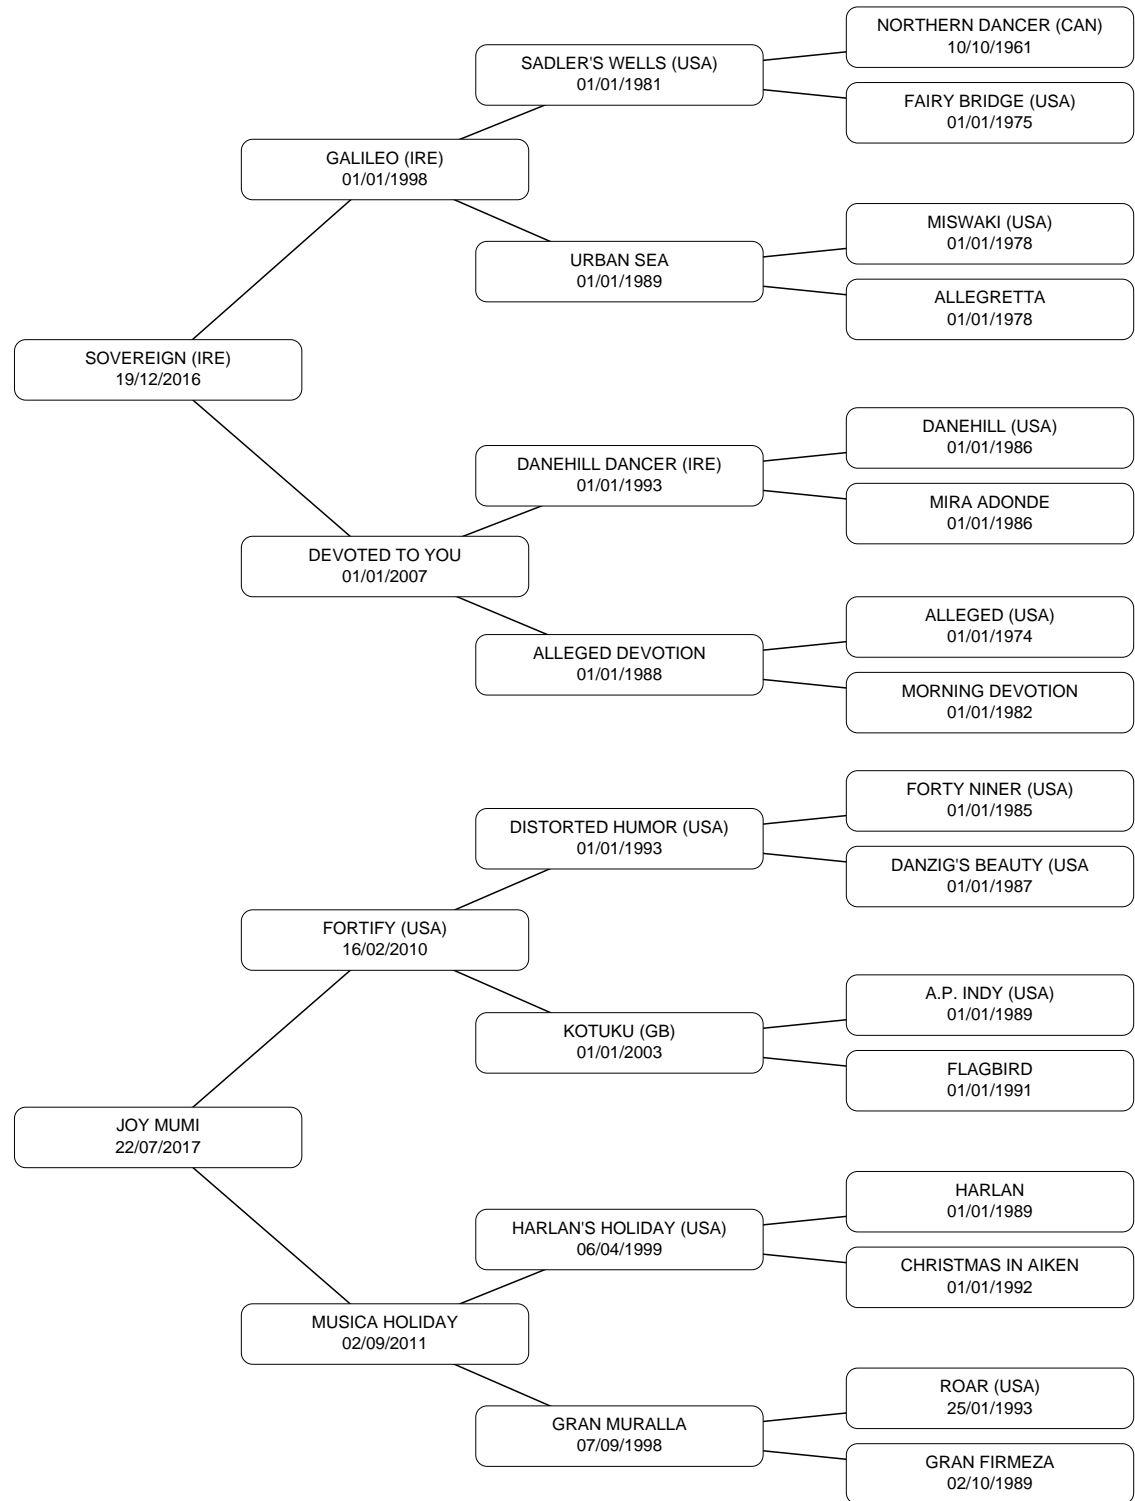 NORTHERN DANCER (CAN)
10/10/1961
SADLER'S WELLS (USA)
01/01/1981
FAIRY BRIDGE (USA)
01/01/1975
GALILEO (IRE)
01/01/1998
MISWAKI (USA)
01/01/1978
URBAN SEA
01/01/1989
ALLEGRETTA
01/01/1978
SOVEREIGN (IRE)
19/12/2016
DANEHILL (USA)
01/01/1986
DANEHILL DANCER (IRE)
01/01/1993
MIRA ADONDE
01/01/1986
DEVOTED TO YOU
01/01/2007
ALLEGED (USA)
01/01/1974
ALLEGED DEVOTION
01/01/1988
MORNING DEVOTION
01/01/1982
FORTY NINER (USA)
01/01/1985
DISTORTED HUMOR (USA)
01/01/1993
DANZIG'S BEAUTY (USA
01/01/1987
FORTIFY (USA)
16/02/2010
A.P. INDY (USA)
01/01/1989
KOTUKU (GB)
01/01/2003
FLAGBIRD
01/01/1991
JOY MUMI
22/07/2017
HARLAN
01/01/1989
HARLAN'S HOLIDAY (USA)
06/04/1999
CHRISTMAS IN AIKEN
01/01/1992
MUSICA HOLIDAY
02/09/2011
ROAR (USA)
25/01/1993
GRAN MURALLA
07/09/1998
GRAN FIRMEZA
02/10/1989